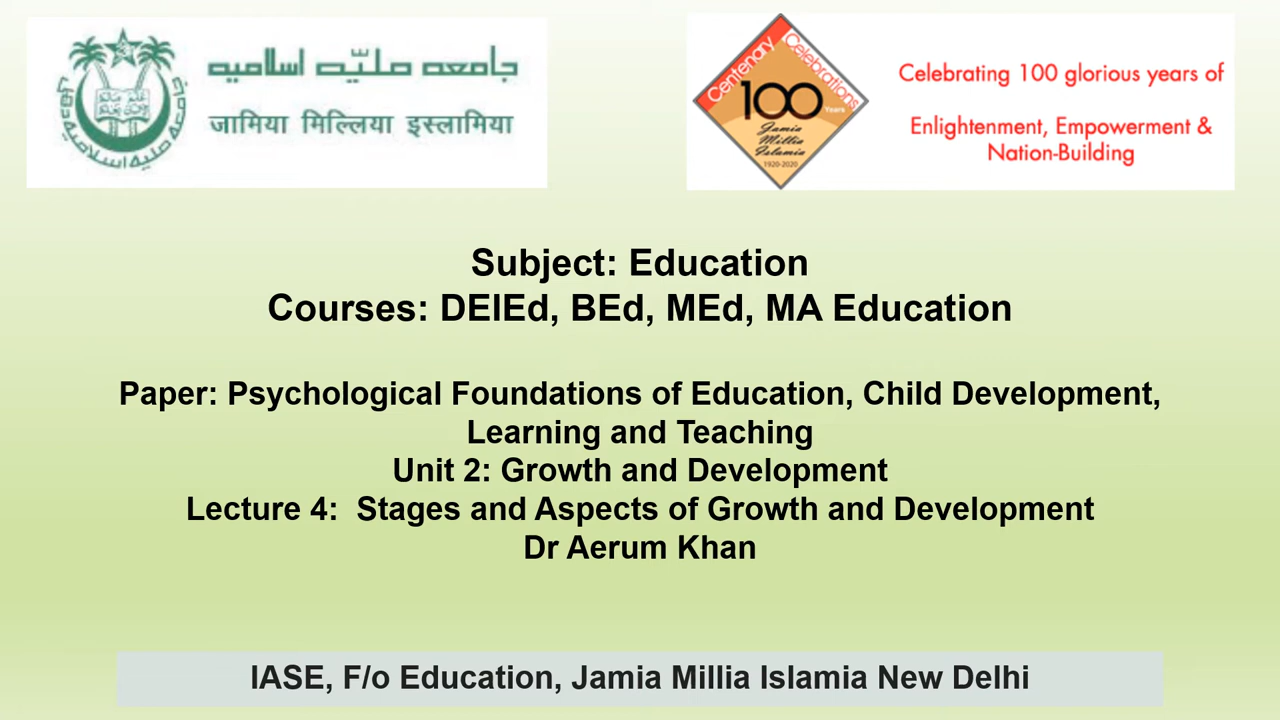 جامعہ ملیہ اسلامیہ
जामिया मिल्लिया इस्लामिया
Centenary Celebrations
100 Years
Jamia
Millia
Islamia
1920-2020
Celebrating 100 glorious years of
Enlightenment, Empowerment &
Nation-Building
Subject: Education
Courses: DElEd, BEd, MEd, MA Education
Paper: Psychological Foundations of Education, Child Development,
Learning and Teaching
Unit 2: Growth and Development
Lecture 4: Stages and Aspects of Growth and Development
Dr Aerum Khan
IASE, F/o Education, Jamia Millia Islamia New Delhi